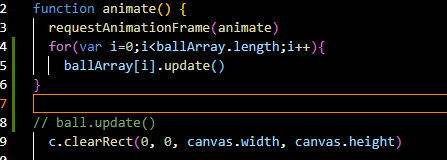 2 function animate() {
3 requestAnimationFrame(animate)
4 for(var i=0;i<ballArray.length;i++){
5 ballArray[i].update()
6 }
7
8 // ball.update()
9 c.clearRect(0, 0, canvas.width, canvas.height)